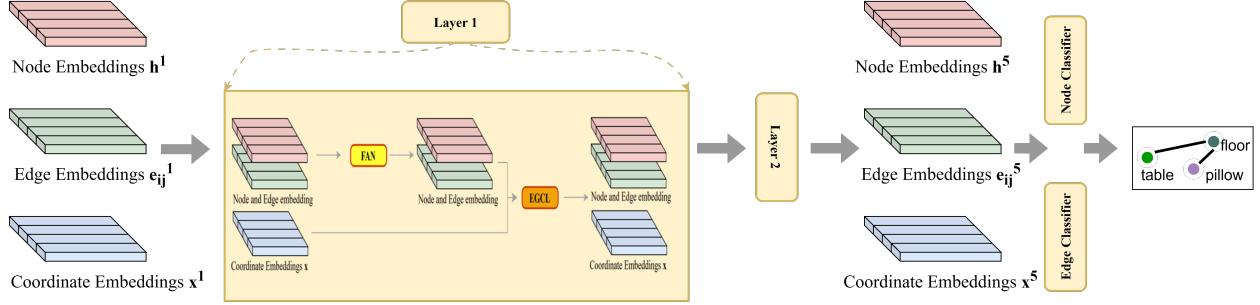 Node Embeddings h1
Edge Embeddings eij1
Coordinate Embeddings x1
Layer 1
FAN
Node and Edge embedding
Node and Edge embedding
EGCL
Node and Edge embedding
Coordinate Embeddings x
Coordinate Embeddings x
Layer 2
Node Embeddings h5
Edge Embeddings eij5
Coordinate Embeddings x5
Node Classifier
Edge Classifier
floor
table
pillow